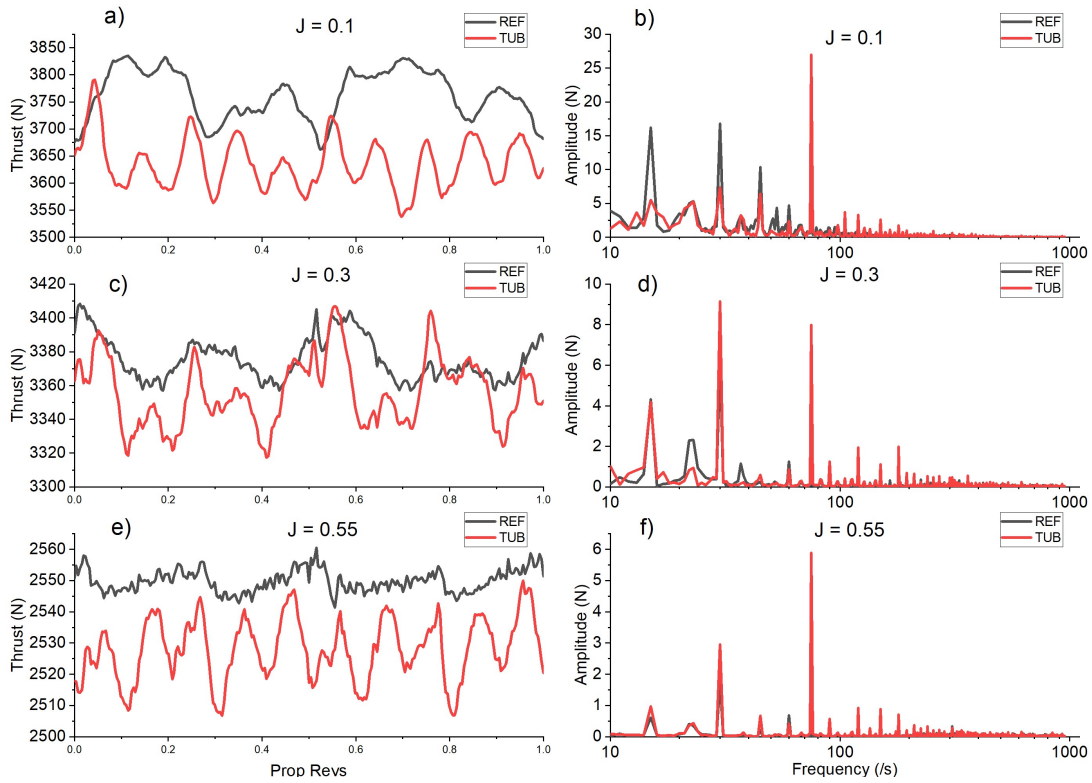 a)
J = 0.1
REF
TUB
Thrust (N)
3850
3800
3750
3700
3650
3600
3550
3500
0.0
0.2
0.4
0.6
0.8
1.0
Prop Revs
b)
J = 0.1
REF
TUB
Amplitude (N)
30
25
20
15
10
5
0
10
100
1000
c)
J = 0.3
REF
TUB
Thrust (N)
3420
3400
3380
3360
3340
3320
3300
0.0
0.2
0.4
0.6
0.8
1.0
d)
J = 0.3
REF
TUB
Amplitude (N)
10
8
6
4
2
0
10
100
1000
e)
J = 0.55
REF
TUB
Thrust (N)
2560
2550
2540
2530
2520
2510
2500
0.0
0.2
0.4
0.6
0.8
1.0
Prop Revs
f)
J = 0.55
REF
TUB
Amplitude (N)
6
5
4
3
2
1
0
10
100
1000
Frequency (/s)